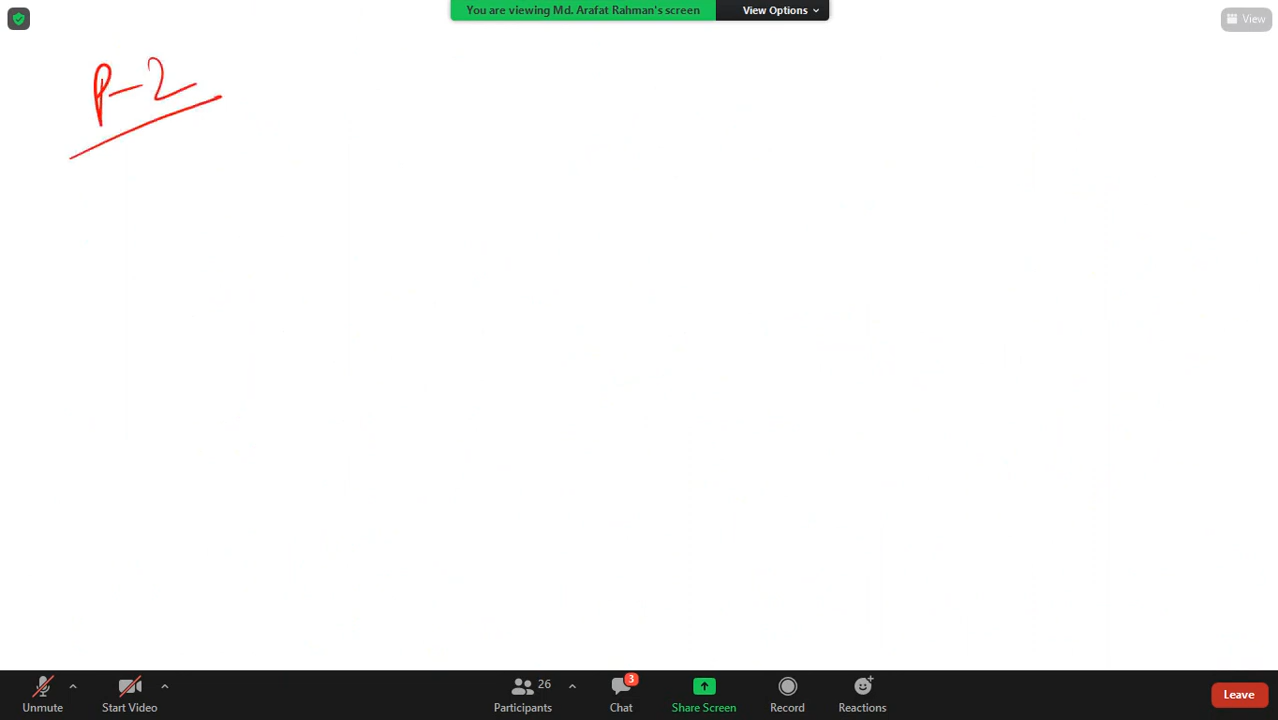 You are viewing Md. Arafat Rahman's screen View Options
View
P-2
Unmute Start Video Participants 26 Chat 3 Share Screen Record Reactions Leave